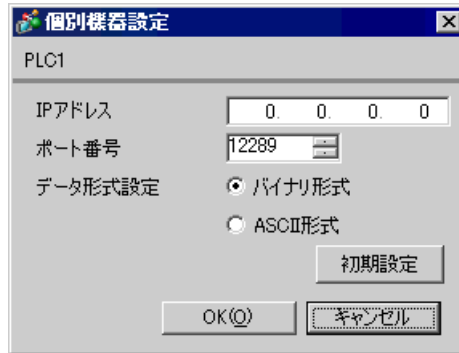 個別機器設定
PLC1
IPアドレス 0. 0. 0. 0
ポート番号 12289
データ形式設定 バイナリ形式
ASCII形式
初期設定
OK(O) キャンセル